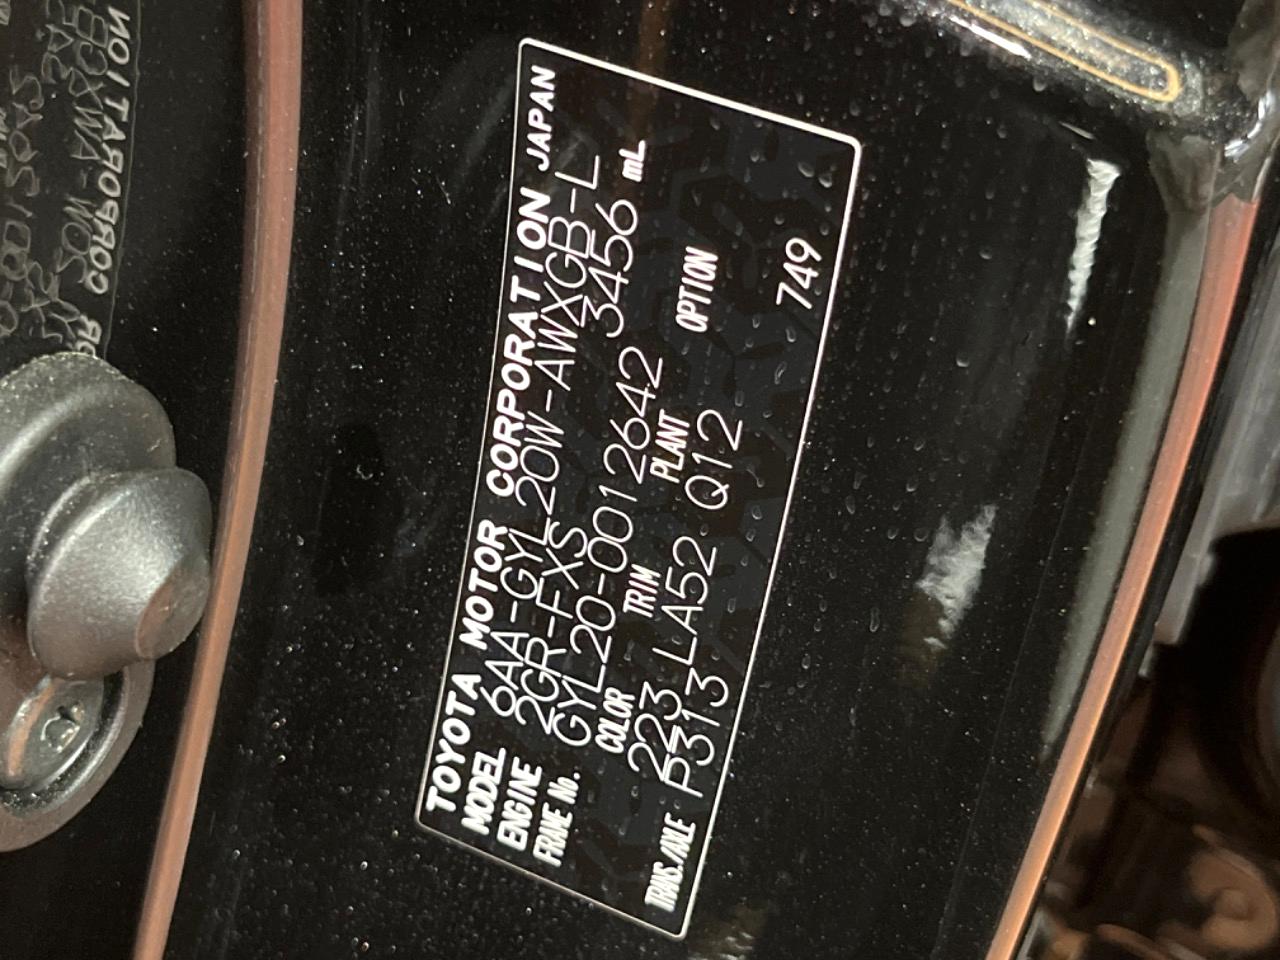 TOYOTA MOTOR CORPORATION JAPAN
MODEL 6AA-GYL20W-AWXGB-L
ENGINE 2GR-FXS 3456 mL
FRAME No. GYL20-0012642
COLOR TRIM PLANT OPTION
223 LA52 Q12
TRANS./AXLE P313 749
CORPORATION